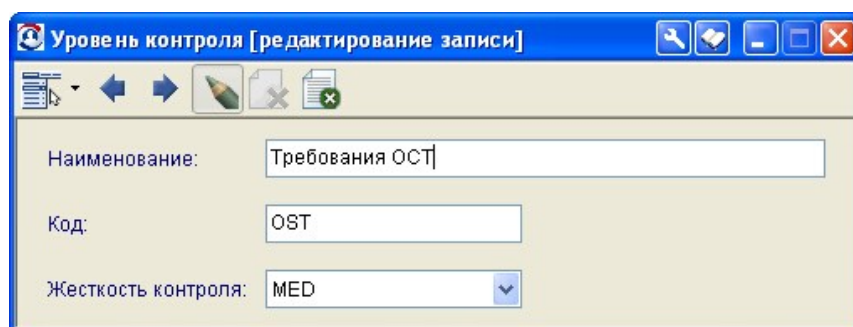 Уровень контроля [редактирование записи]
Наименование: Требования ОСТ
Код: OST
Жесткость контроля: MED